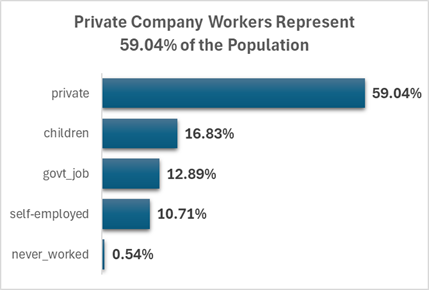 Private Company Workers Represent
59.04% of the Population
private 59.04%
children 16.83%
govt_job 12.89%
self-employed 10.71%
never_worked 0.54%